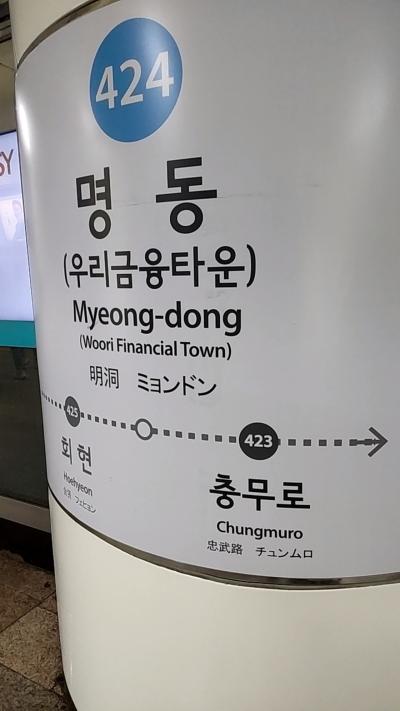 424
명 동
(우리금융타운)
Myeong-dong
(Woori Financial Town)
明洞 ミョンドン
425
423
회현
Hoehyeon
충무로
Chungmuro
忠武路 チュンムロ